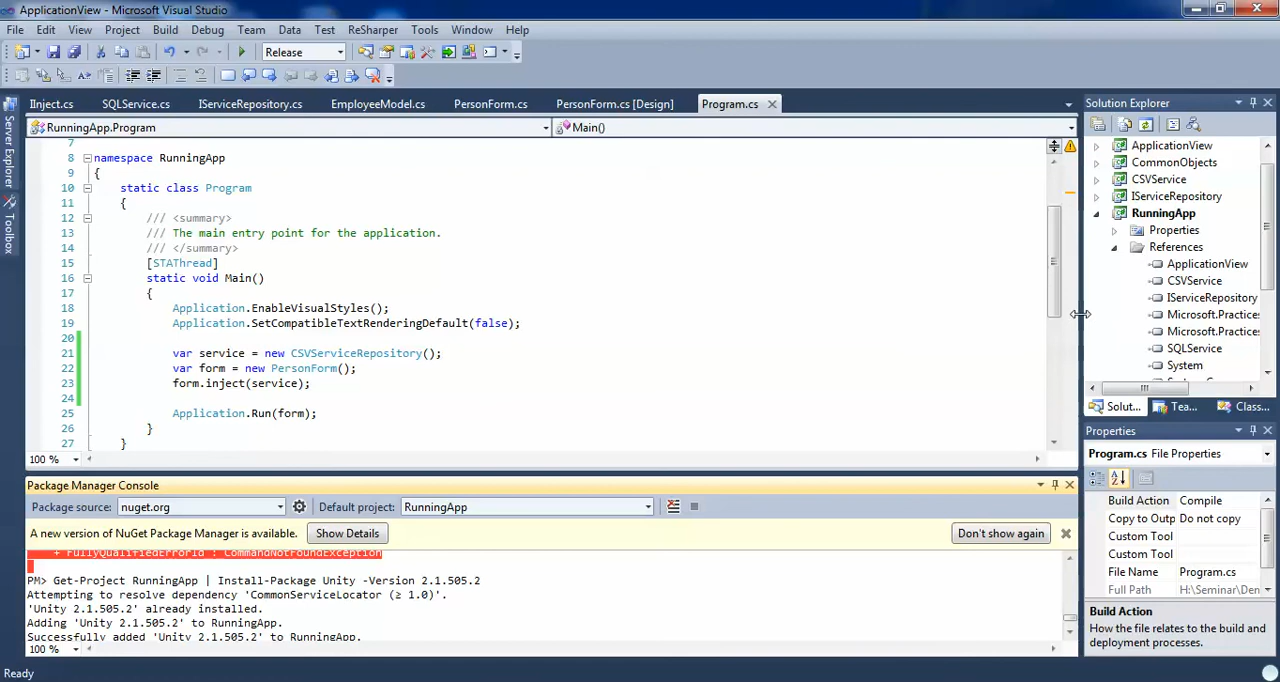 ApplicationView - Microsoft Visual Studio
File Edit View Project Build Debug Team Data Test ReSharper Tools Window Help
Release
IInject.cs SQLService.cs IServiceRepository.cs EmployeeModel.cs PersonForm.cs PersonForm.cs [Design] Program.cs
RunningApp.Program Main()
7
8 namespace RunningApp
9 {
10 static class Program
11 {
12 /// <summary>
13 /// The main entry point for the application.
14 /// </summary>
15 [STAThread]
16 static void Main()
17 {
18 Application.EnableVisualStyles();
19 Application.SetCompatibleTextRenderingDefault(false);
20
21 var service = new CSVServiceRepository();
22 var form = new PersonForm();
23 form.inject(service);
24
25 Application.Run(form);
26 }
27 }
100 %
Server Explorer
Toolbox
Solution Explorer
ApplicationView
CommonObjects
CSVService
IServiceRepository
RunningApp
Properties
References
ApplicationView
CSVService
IServiceRepository
Microsoft.Practices
Microsoft.Practices
SQLService
System
Solut... Tea... Class...
Properties
Program.cs File Properties
Build Action Compile
Copy to Outp Do not copy
Custom Tool
Custom Tool
File Name Program.cs
Full Path H:\Seminar\Den
Build Action
How the file relates to the build and
deployment processes.
Package Manager Console
Package source: nuget.org Default project: RunningApp
A new version of NuGet Package Manager is available. Show Details Don't show again
+ FullyQualifiedErrorId : CommandNotFoundException
PM> Get-Project RunningApp | Install-Package Unity -Version 2.1.505.2
Attempting to resolve dependency 'CommonServiceLocator (≥ 1.0)'.
'Unity 2.1.505.2' already installed.
Adding 'Unity 2.1.505.2' to RunningApp.
Successfully added 'Unity 2.1.505.2' to RunningApp.
100 %
Ready